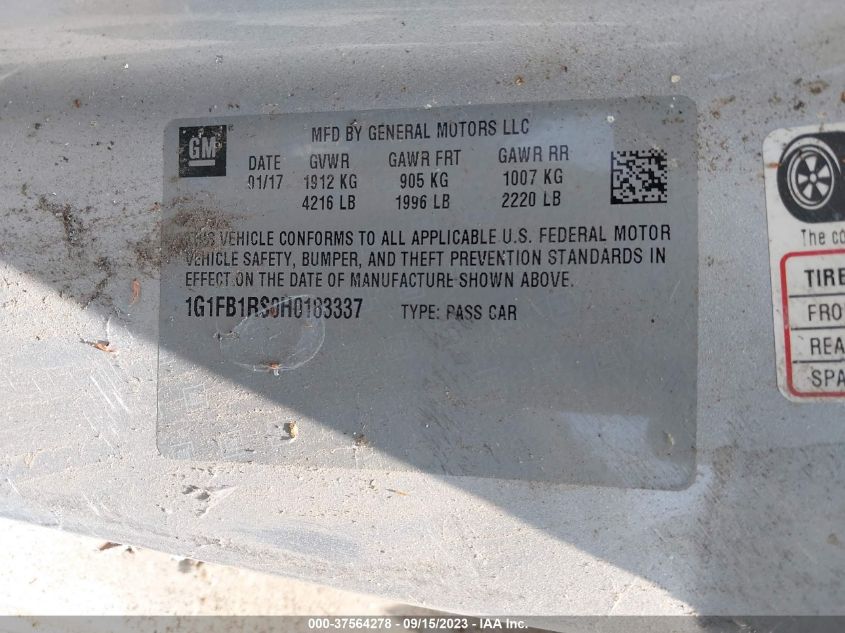 GM
MFD BY GENERAL MOTORS LLC
DATE GVWR GAWR FRT GAWR RR
01/17 1912 KG 905 KG 1007 KG
4216 LB 1996 LB 2220 LB
THIS VEHICLE CONFORMS TO ALL APPLICABLE U.S. FEDERAL MOTOR
VEHICLE SAFETY, BUMPER, AND THEFT PREVENTION STANDARDS IN
EFFECT ON THE DATE OF MANUFACTURE SHOWN ABOVE.
1G1FB1RS0H0183337 TYPE: PASS CAR
The co
TIRE
FRO
REA
SPA
000-37564278 - 09/15/2023 - IAA Inc.